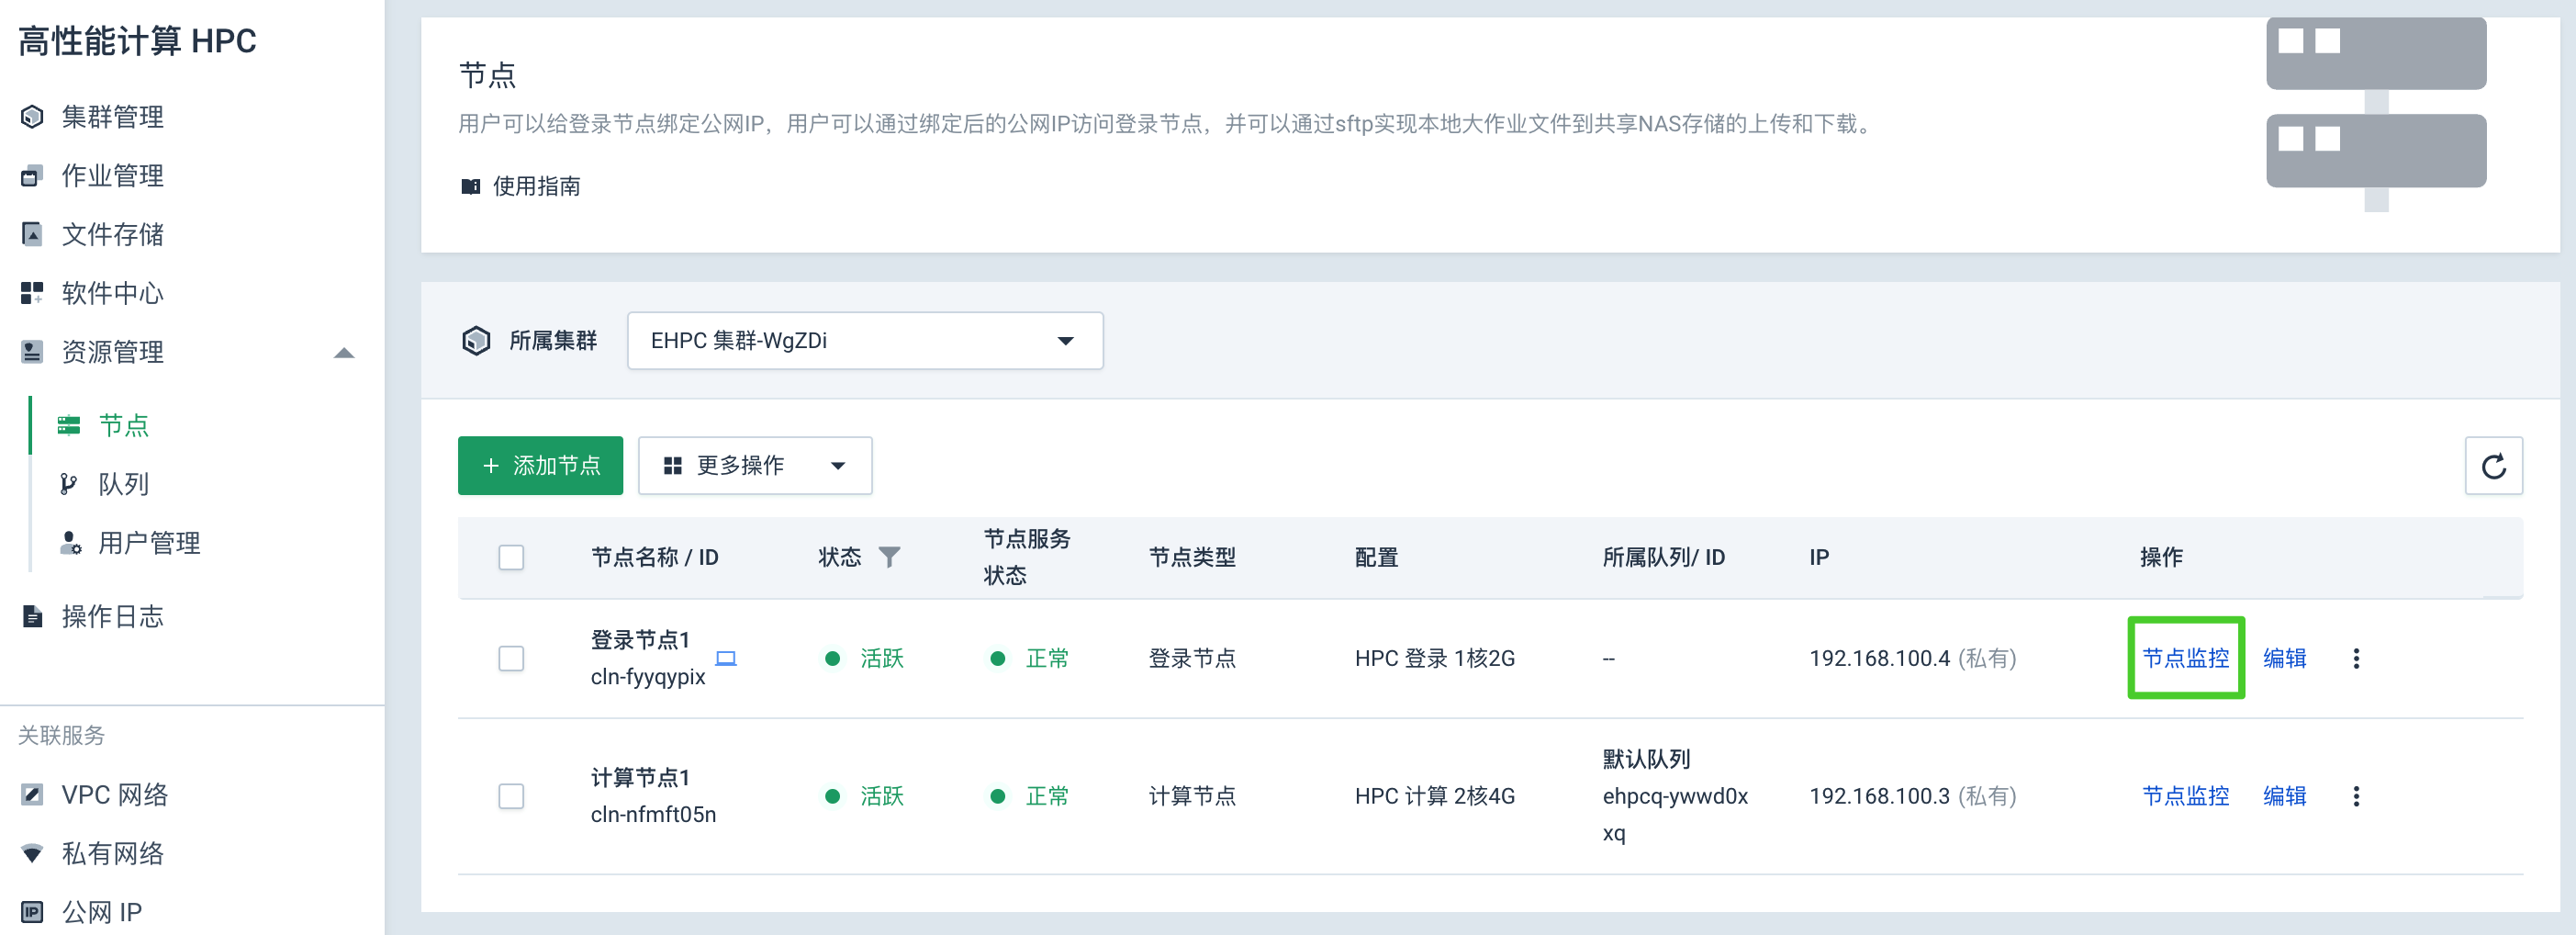 高性能计算 HPC
集群管理
作业管理
文件存储
软件中心
资源管理
节点
队列
用户管理
操作日志
关联服务
VPC 网络
私有网络
IP 公网 IP
节点
用户可以给登录节点绑定公网IP，用户可以通过绑定后的公网IP访问登录节点，并可以通过sftp实现本地大作业文件到共享NAS存储的上传和下载。
使用指南
所属集群 EHPC 集群-WgZDi
+ 添加节点 更多操作
节点名称 / ID 状态 节点服务状态 节点类型 配置 所属队列/ ID IP 操作
登录节点1
cln-fyyqypix
活跃 正常 登录节点 HPC 登录 1核2G -- 192.168.100.4 (私有) 节点监控 编辑
计算节点1
cln-nfmft05n
活跃 正常 计算节点 HPC 计算 2核4G
默认队列
ehpcq-ywwd0x
xq
192.168.100.3 (私有) 节点监控 编辑